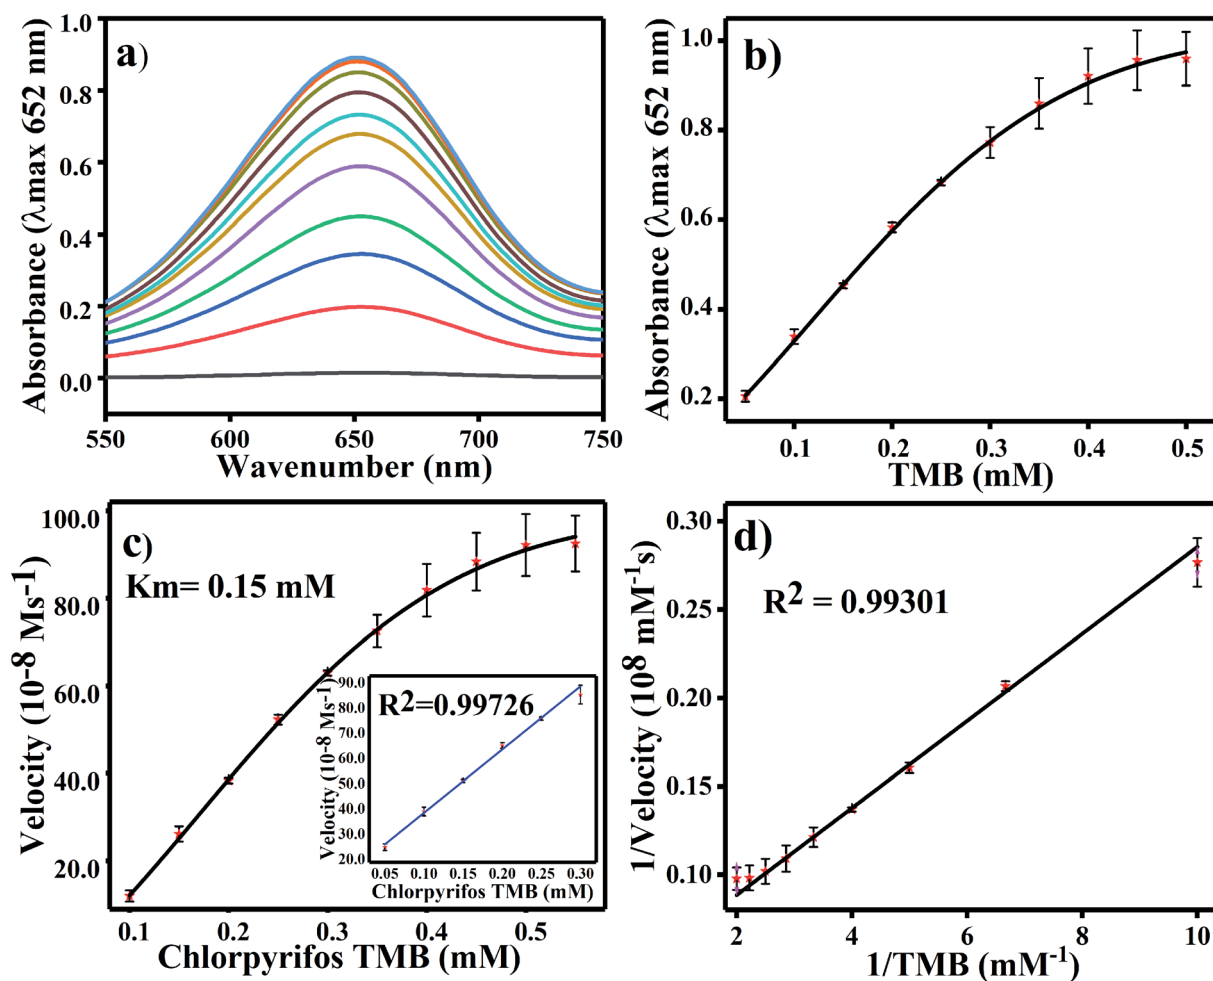 a)
Absorbance (λmax 652 nm)
1.0
0.8
0.6
0.4
0.2
0.0
550 600 650 700 750
Wavenumber (nm)
b)
Absorbance (λmax 652 nm)
1.0
0.8
0.6
0.4
0.2
0.1 0.2 0.3 0.4 0.5
TMB (mM)
c)
Km= 0.15 mM
Velocity (10⁻⁸ Ms⁻¹)
100.0
80.0
60.0
40.0
20.0
0.1 0.2 0.3 0.4 0.5
Chlorpyrifos TMB (mM)
R²=0.99726
Velocity (10⁻⁸ Ms⁻¹)
90.0
80.0
70.0
60.0
50.0
40.0
30.0
20.0
0.05 0.10 0.15 0.20 0.25 0.30
Chlorpyrifos TMB (mM)
d)
R² = 0.99301
1/Velocity (10⁸ mM⁻¹s)
0.30
0.25
0.20
0.15
0.10
2 4 6 8 10
1/TMB (mM⁻¹)